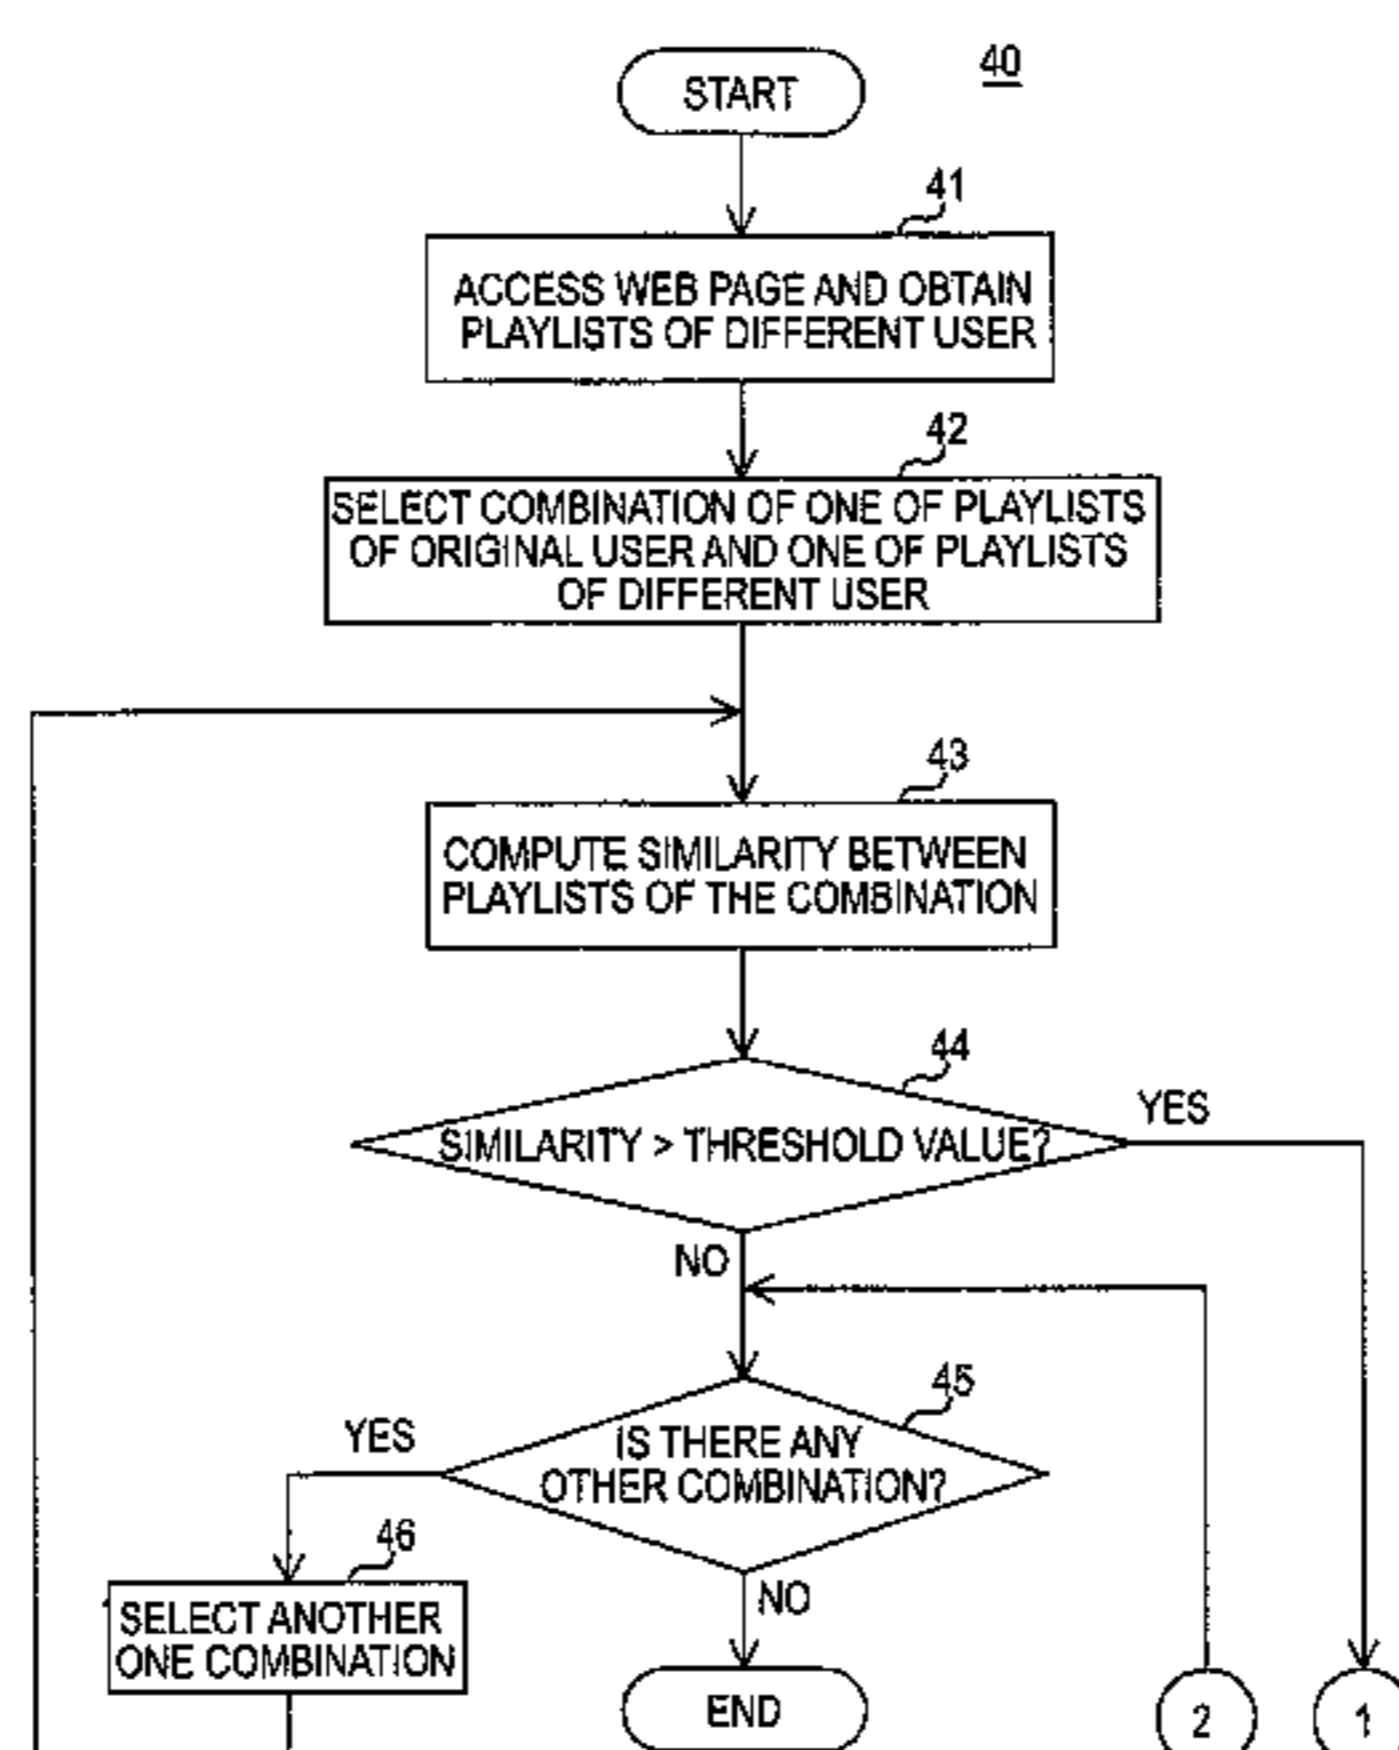 40
START
41
ACCESS WEB PAGE AND OBTAIN
PLAYLISTS OF DIFFERENT USER
42
SELECT COMBINATION OF ONE OF PLAYLISTS
OF ORIGINAL USER AND ONE OF PLAYLISTS
OF DIFFERENT USER
43
COMPUTE SIMILARITY BETWEEN
PLAYLISTS OF THE COMBINATION
44
YES
SIMILARITY > THRESHOLD VALUE?
NO
45
YES
IS THERE ANY
OTHER COMBINATION?
46
NO
SELECT ANOTHER
ONE COMBINATION
END
2
1